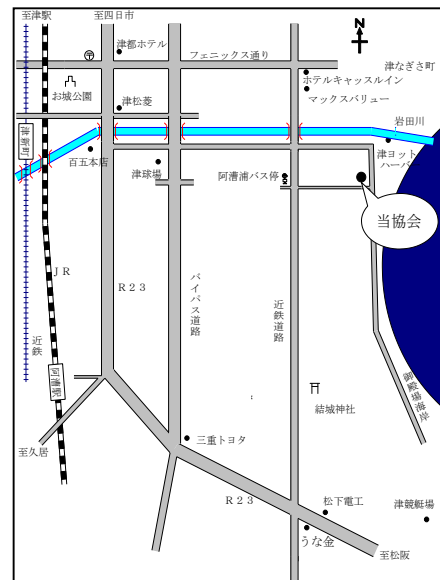 至津駅
至四日市
N
津都ホテル
フェニックス通り
津なぎさ町
ホテルキャッスルイン
マックスバリュー
お城公園
津松菱
岩田川
津新町
百五本店
津球場
阿漕浦バス停
津ヨット
ハーバー
当協会
JR
R23
バイパス道路
近鉄道路
近鉄
阿漕駅
御殿場海岸
結城神社
至久居
三重トヨタ
R23
松下電工
津競艇場
うな金
至松阪